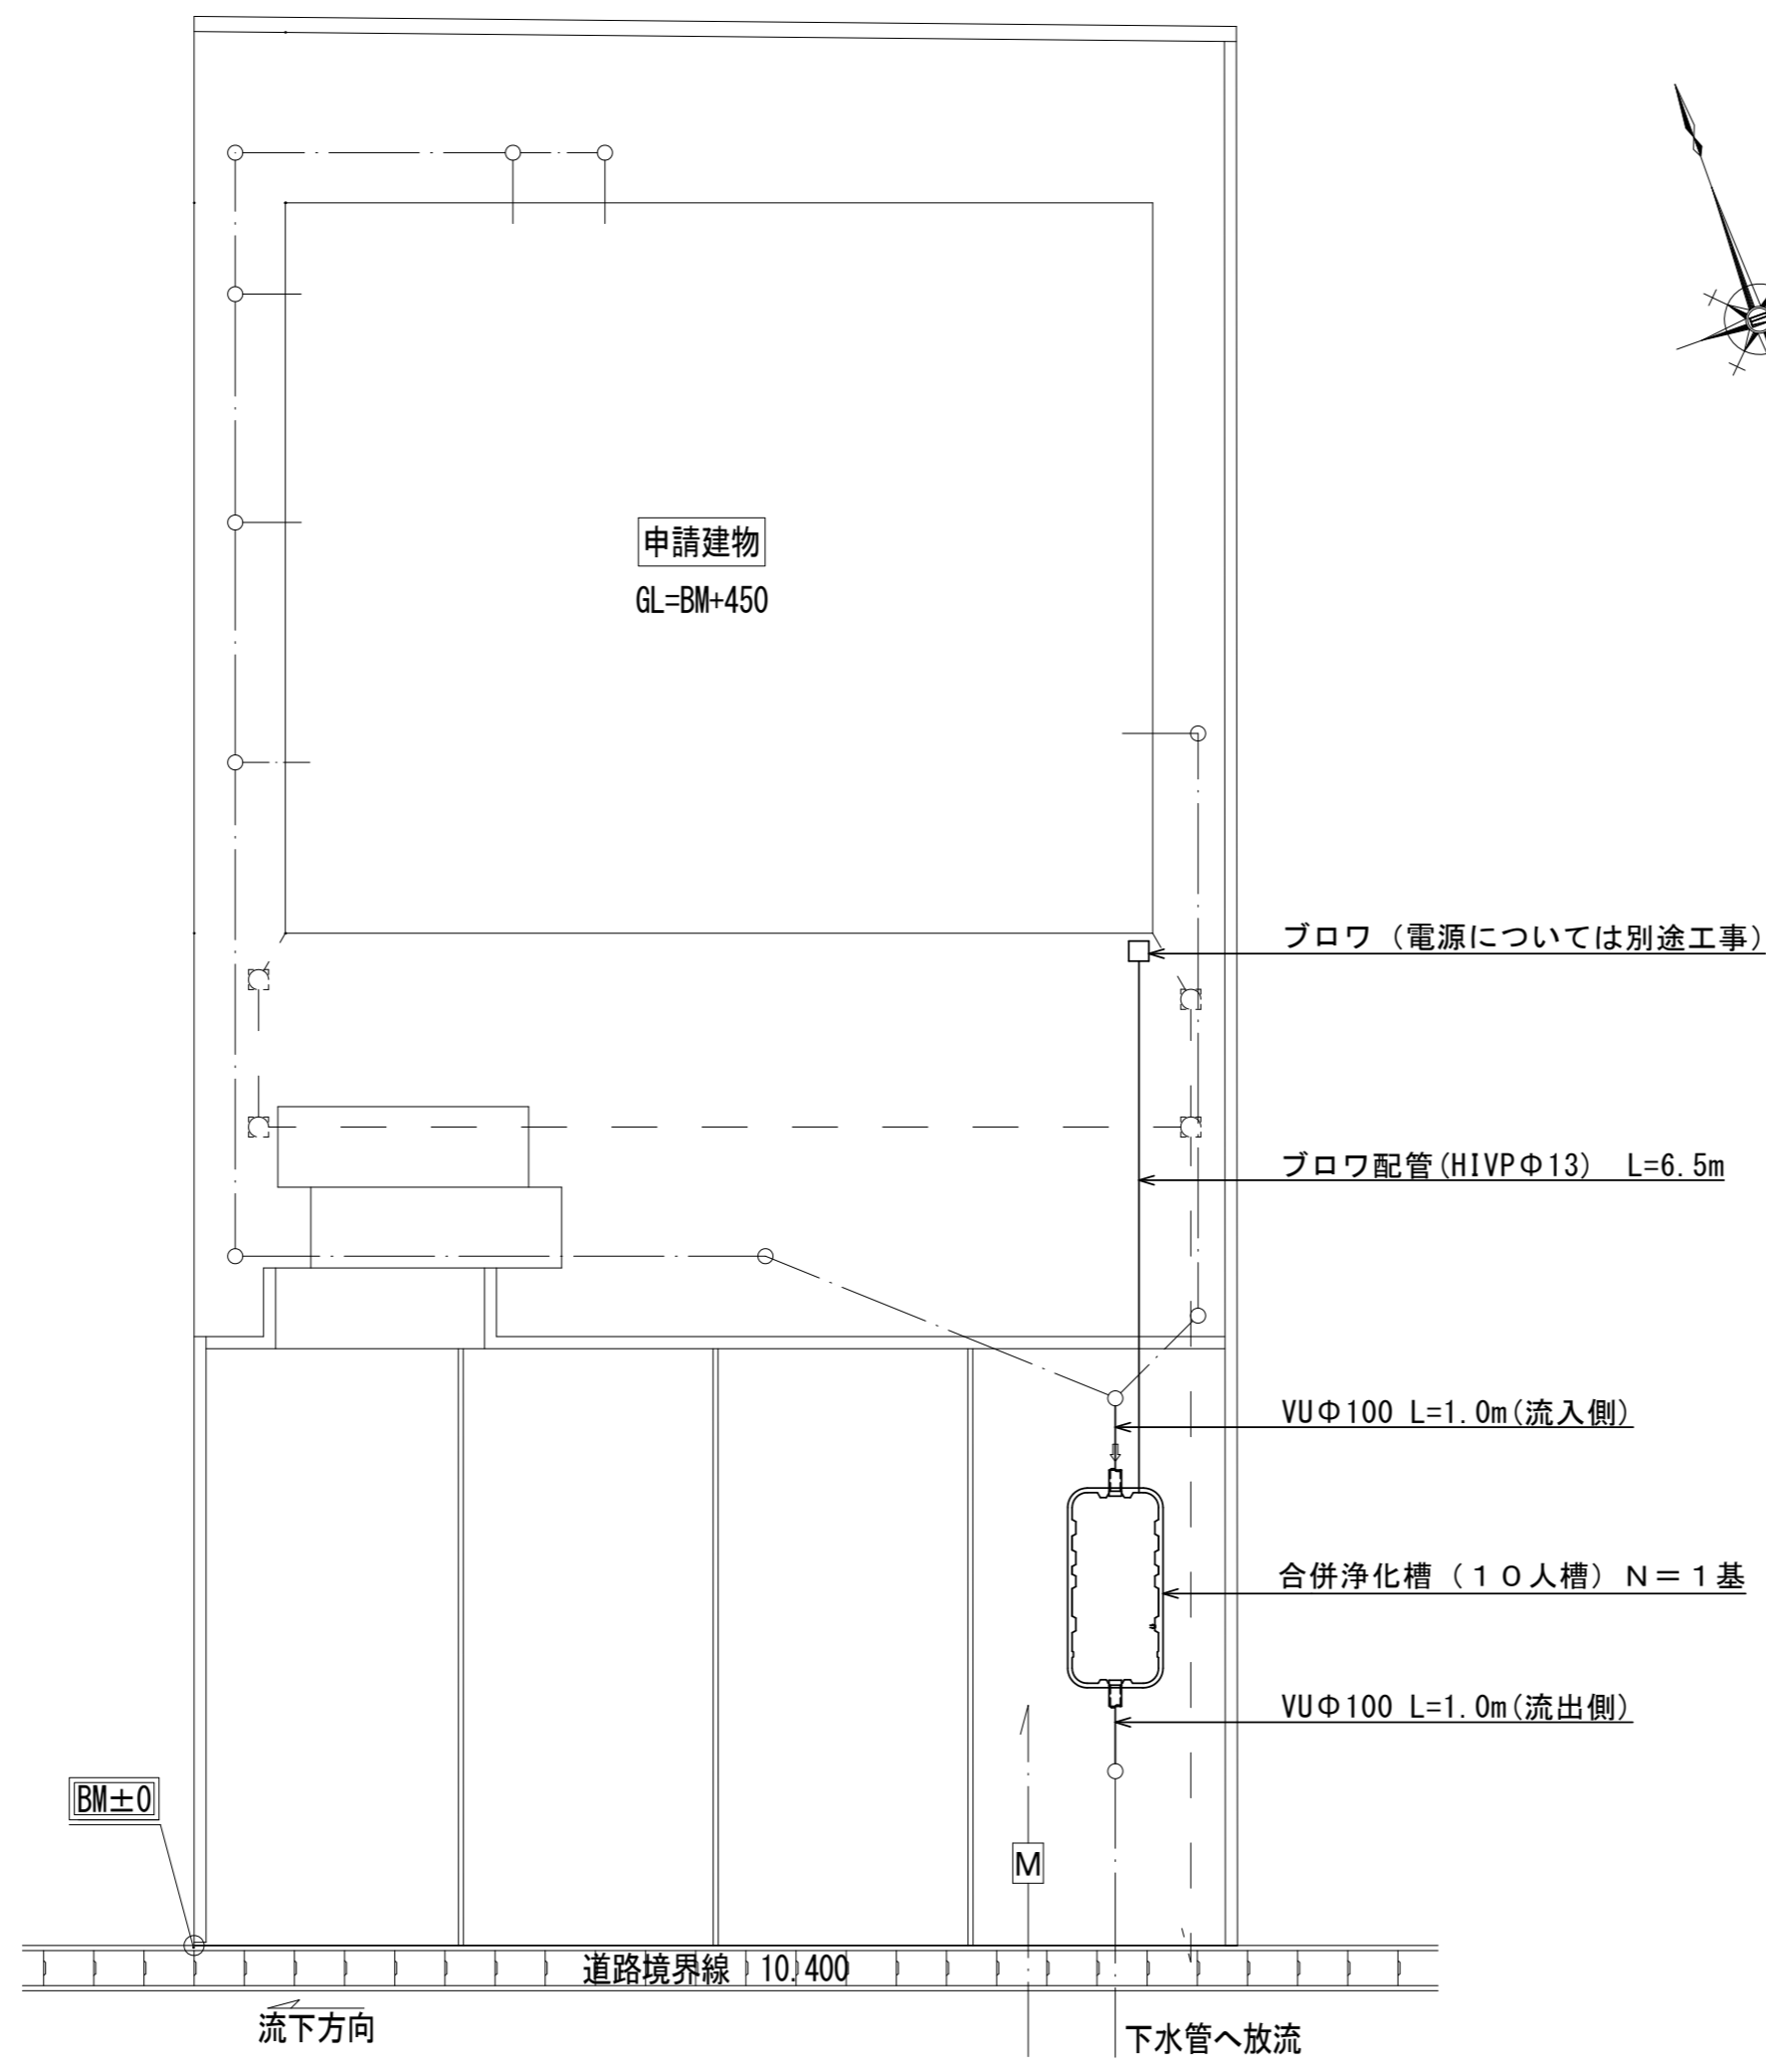 申請建物
GL=BM+450
ブロワ（電源については別途工事）
ブロワ配管(HIVPΦ13)　L=6.5m
VUΦ100 L=1.0m(流入側)
合併浄化槽（１０人槽）Ｎ＝１基
VUΦ100 L=1.0m(流出側)
BM±0
M
道路境界線　10.400
流下方向
下水管へ放流